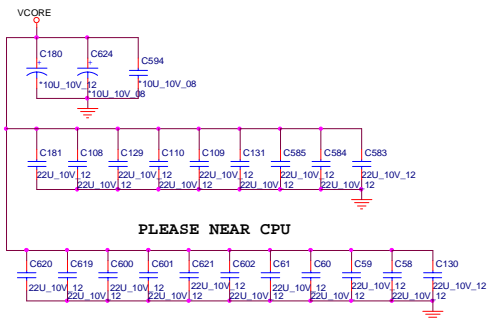 VCORE
C180 C624 C594
*10U_10V_12 *10U_10V_08 *10U_10V_08
C181 C108 C129 C110 C109 C131 C585 C584 C583
22U_10V_12 22U_10V_12 22U_10V_12 22U_10V_12 22U_10V_12 22U_10V_12 22U_10V_12 22U_10V_12 22U_10V_12
PLEASE NEAR CPU
C620 C619 C600 C601 C621 C602 C61 C60 C59 C58 C130
22U_10V_12 22U_10V_12 22U_10V_12 22U_10V_12 22U_10V_12 22U_10V_12 22U_10V_12 22U_10V_12 22U_10V_12 22U_10V_12 22U_10V_12